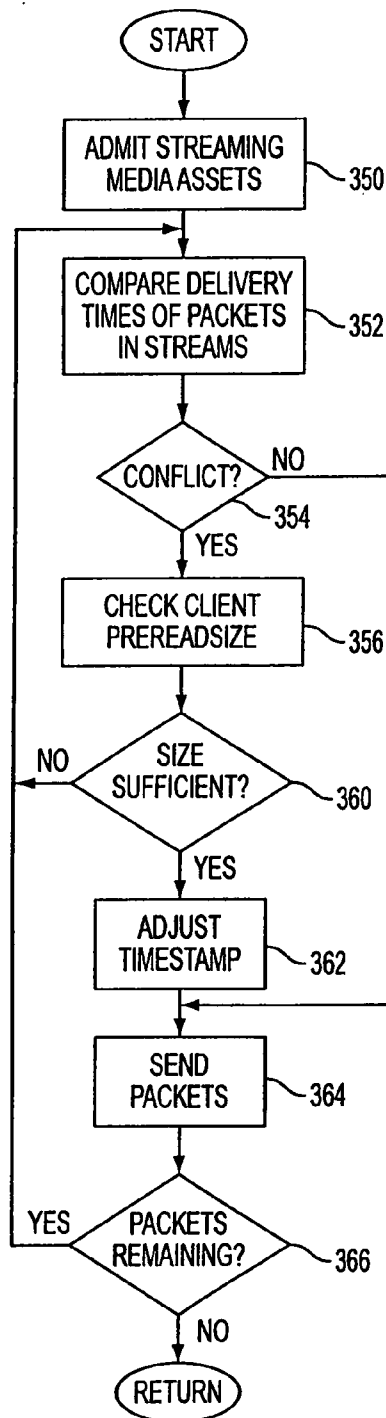 START
ADMIT STREAMING
MEDIA ASSETS
350
COMPARE DELIVERY
TIMES OF PACKETS
IN STREAMS
352
CONFLICT?
NO
354
YES
CHECK CLIENT
PREREADSIZE
356
NO
SIZE
SUFFICIENT?
360
YES
ADJUST
TIMESTAMP
362
SEND
PACKETS
364
YES
PACKETS
REMAINING?
366
NO
RETURN